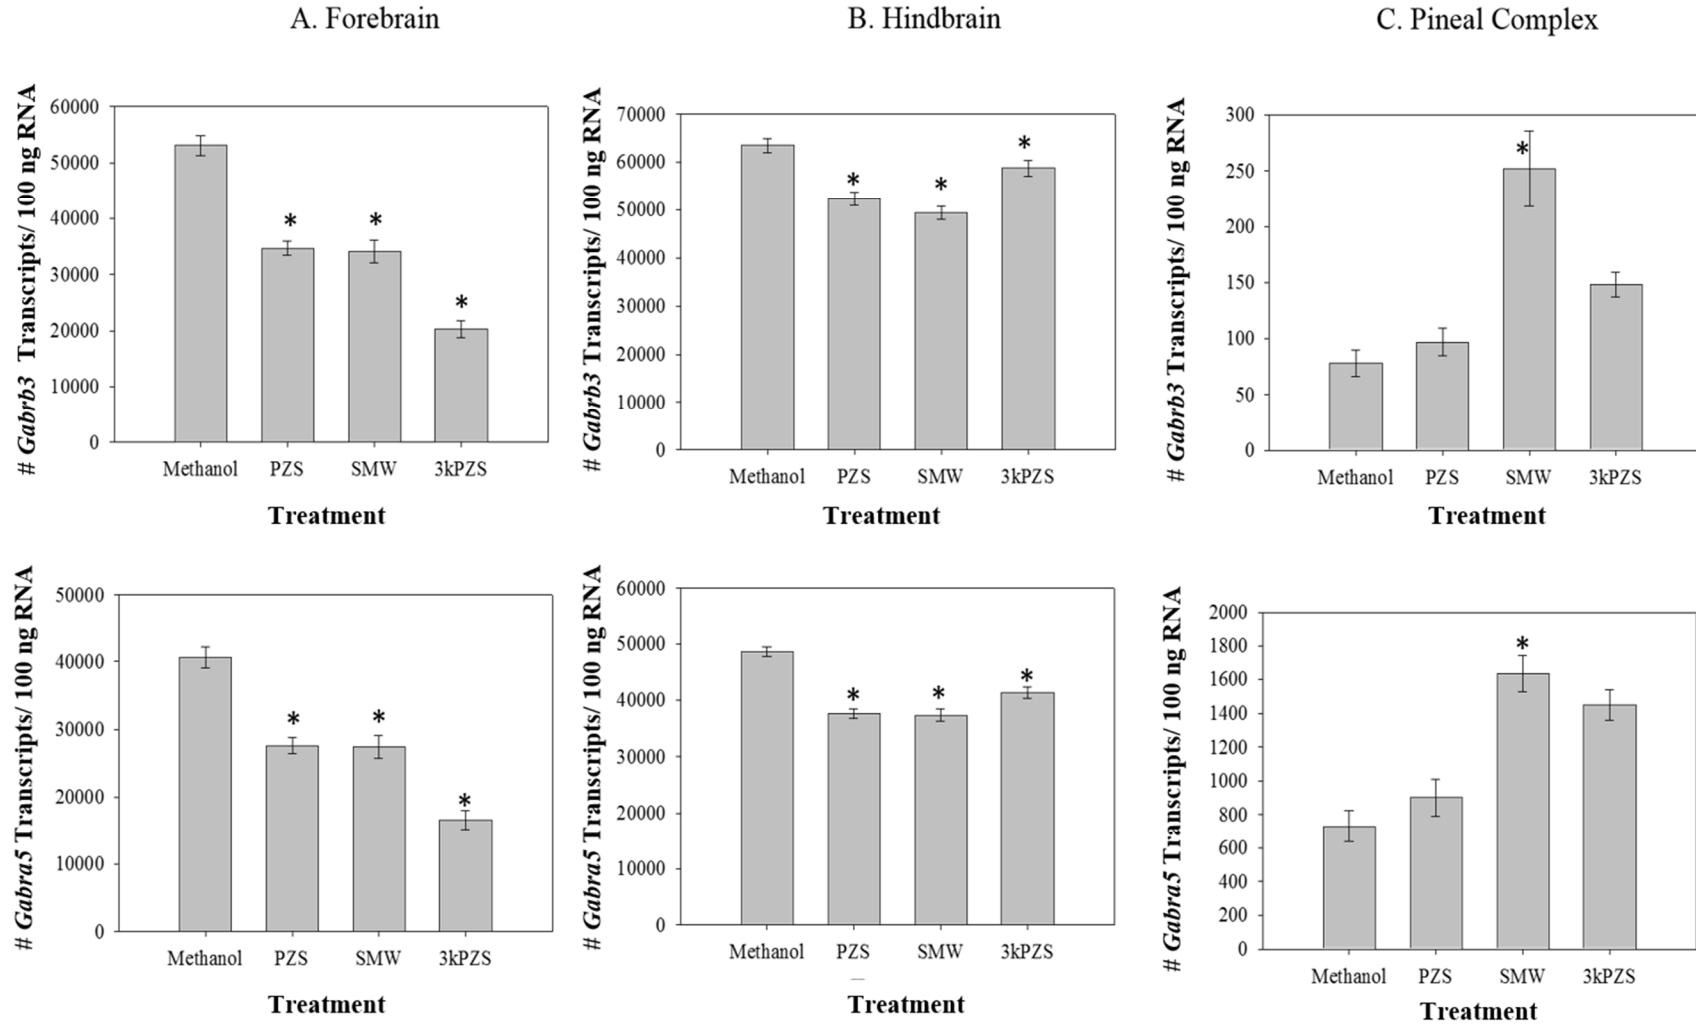 A. Forebrain
B. Hindbrain
C. Pineal Complex
# Gabrb3 Transcripts/ 100 ng RNA
60000
50000
40000
30000
20000
10000
0
*
*
*
Methanol PZS SMW 3kPZS
Treatment
# Gabrb3 Transcripts/ 100 ng RNA
70000
60000
50000
40000
30000
20000
10000
0
*
*
*
Methanol PZS SMW 3kPZS
Treatment
# Gabrb3 Transcripts/ 100 ng RNA
300
250
200
150
100
50
0
*
Methanol PZS SMW 3kPZS
Treatment
# Gabra5 Transcripts/ 100 ng RNA
50000
40000
30000
20000
10000
0
*
*
*
Methanol PZS SMW 3kPZS
Treatment
# Gabra5 Transcripts/ 100 ng RNA
60000
50000
40000
30000
20000
10000
0
*
*
*
Methanol PZS SMW 3kPZS
Treatment
# Gabra5 Transcripts/ 100 ng RNA
2000
1800
1600
1400
1200
1000
800
600
400
200
0
*
Methanol PZS SMW 3kPZS
Treatment